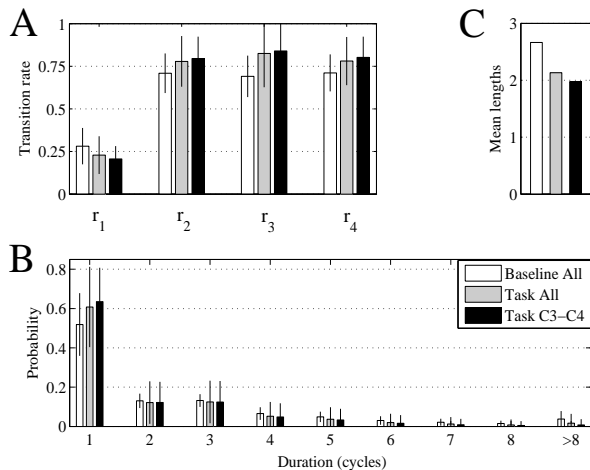 A
Transition rate
1
0.75
0.5
0.25
0
r1
r2
r3
r4
C
Mean lengths
3
2
1
0
B
Probability
0.8
0.6
0.4
0.2
0
Baseline All
Task All
Task C3–C4
1 2 3 4 5 6 7 8 >8
Duration (cycles)